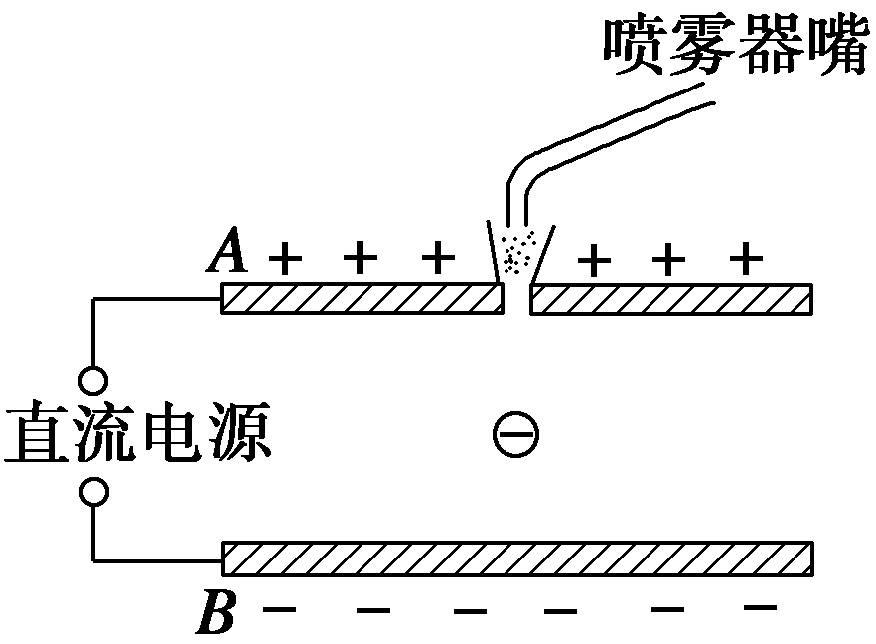 喷雾器嘴
A + + + + + +
直流电源
−
B − − − − − −